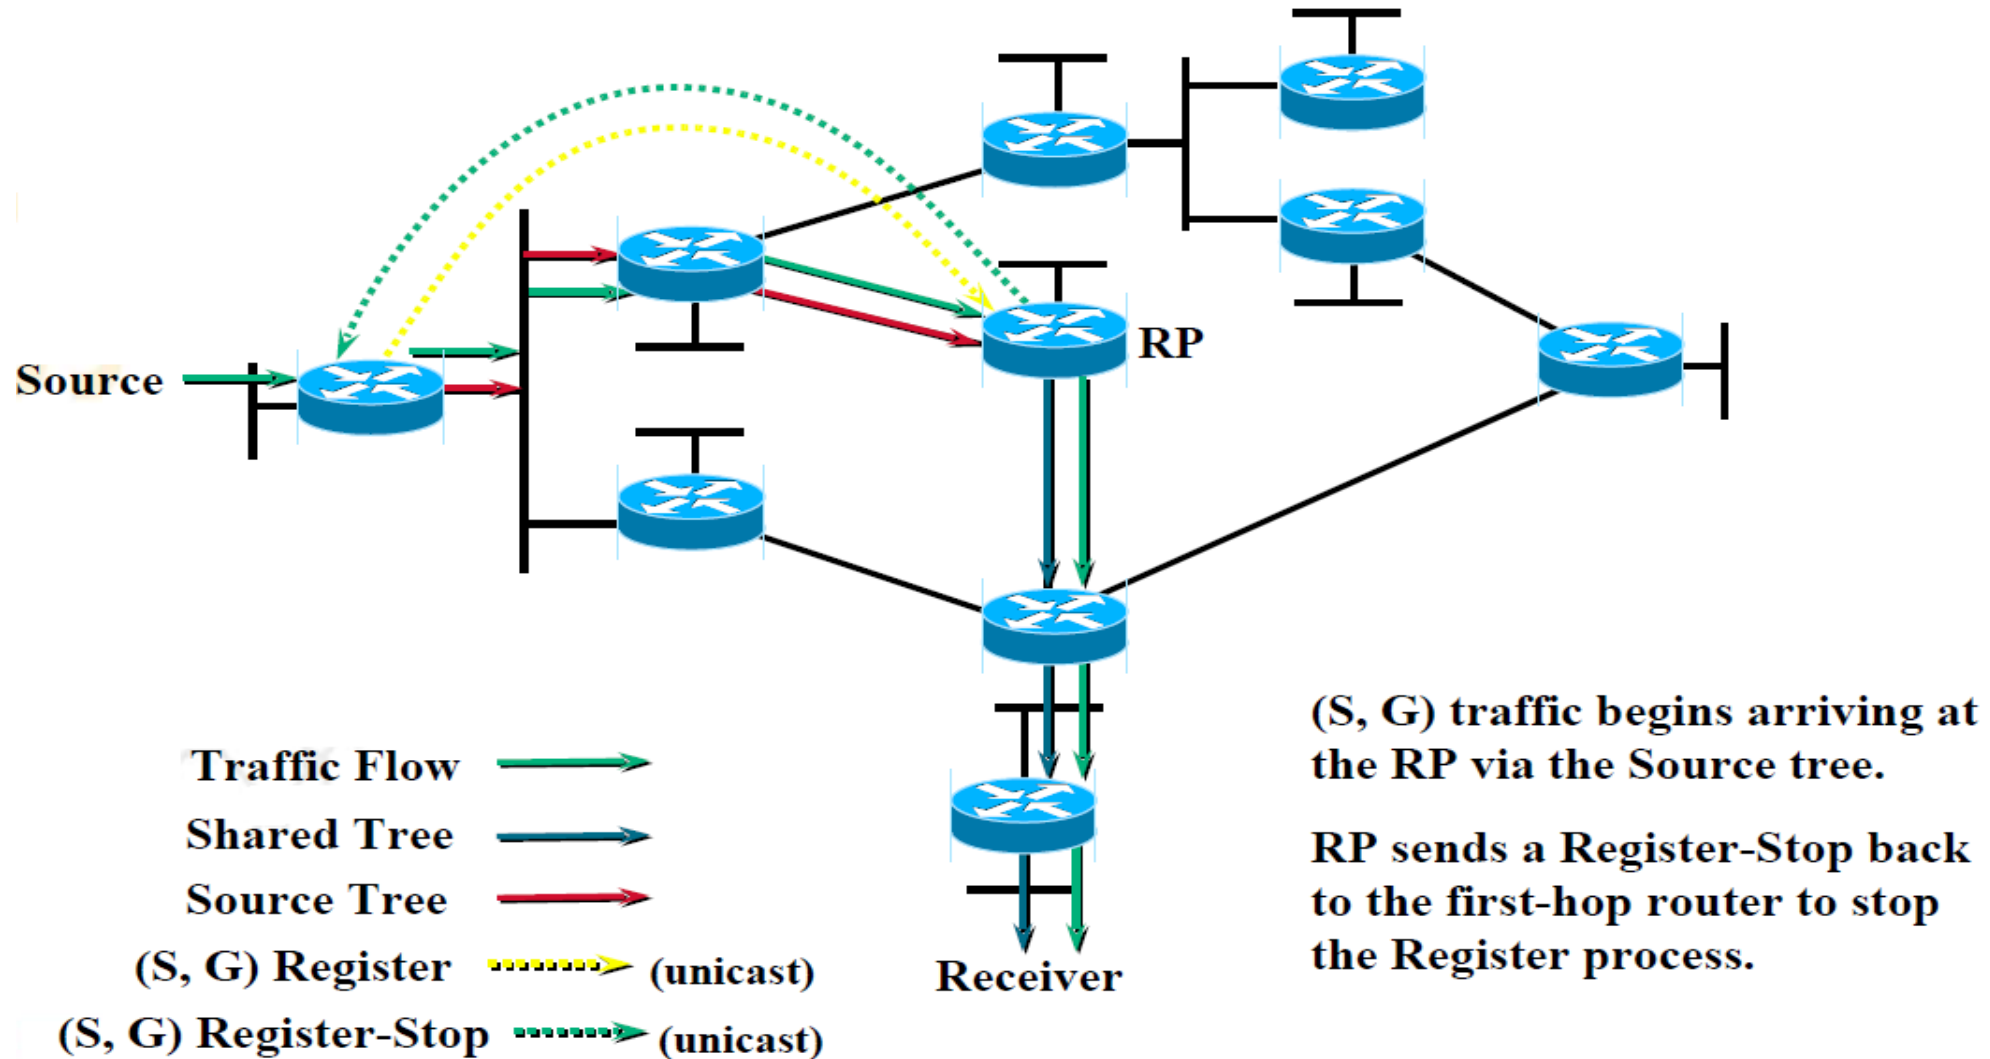 RP
Source
(S, G) traffic begins arriving at
the RP via the Source tree.
RP sends a Register-Stop back
to the first-hop router to stop
the Register process.
Traffic Flow
Shared Tree
Source Tree
(S, G) Register (unicast)
(S, G) Register-Stop (unicast)
Receiver